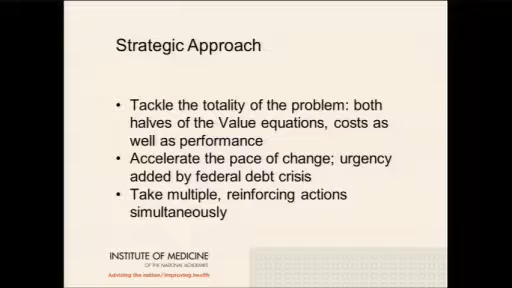 Strategic Approach
• Tackle the totality of the problem: both
halves of the Value equations, costs as
well as performance
• Accelerate the pace of change; urgency
added by federal debt crisis
• Take multiple, reinforcing actions
simultaneously
INSTITUTE OF MEDICINE
OF THE NATIONAL ACADEMIES
Advising the nation/Improving health